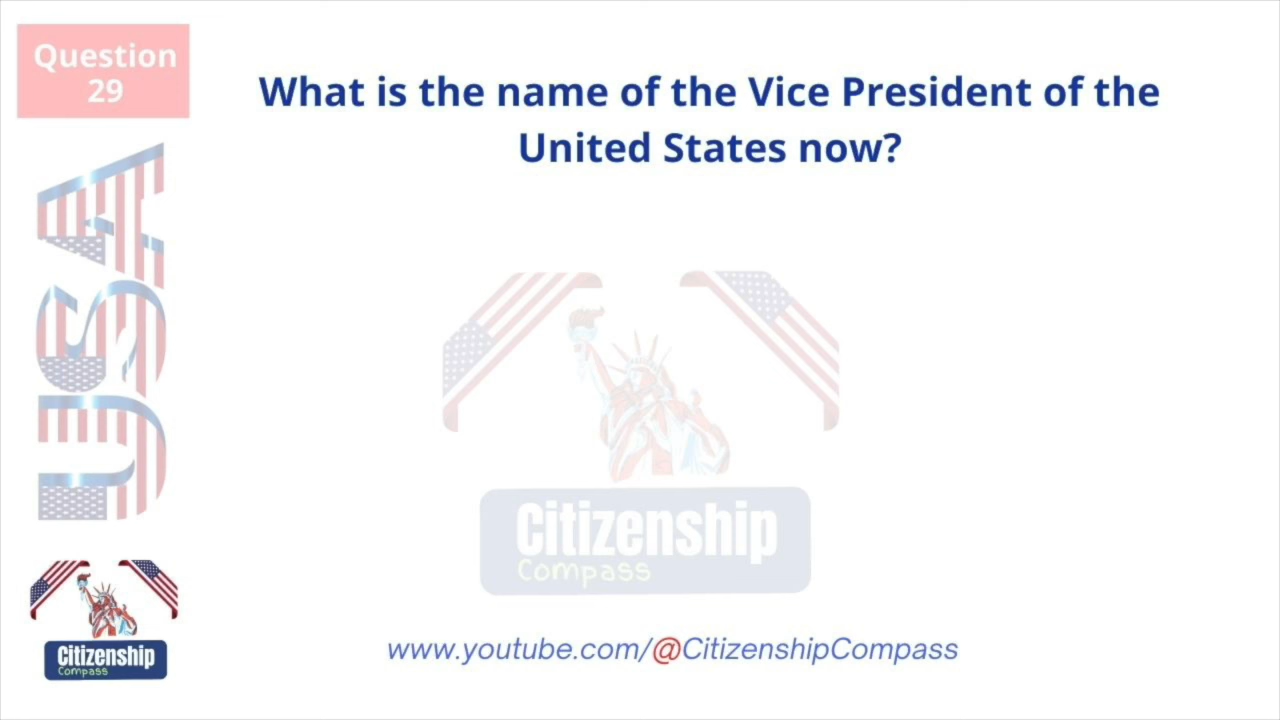 Question
29
What is the name of the Vice President of the
United States now?
USA
Citizenship
Compass
Citizenship
Compass
www.youtube.com/@CitizenshipCompass